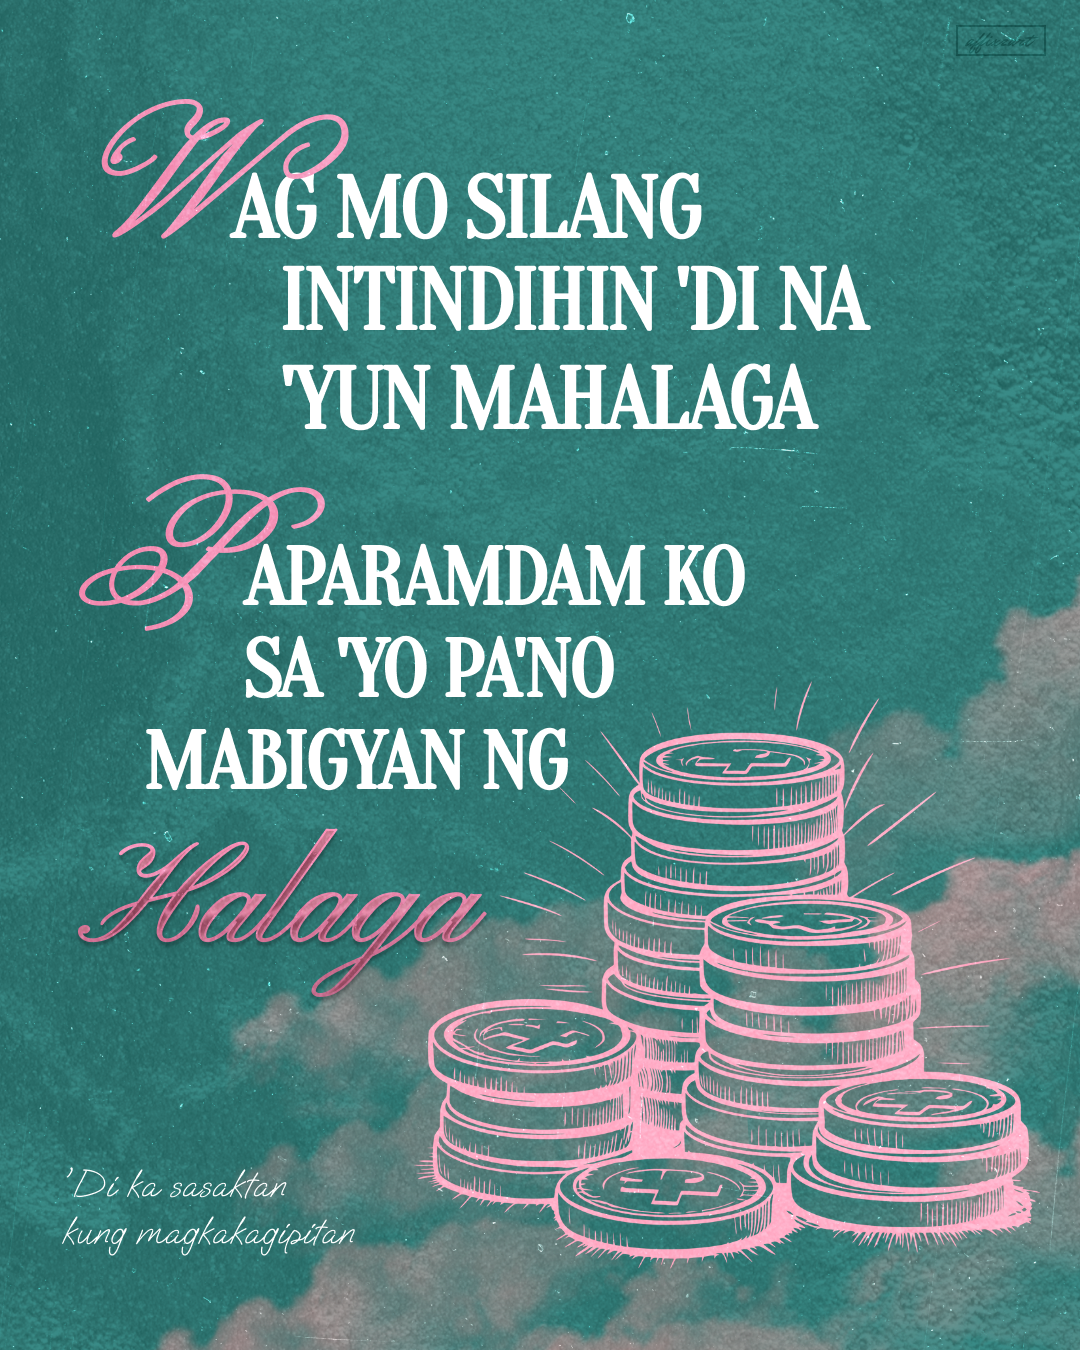 WAG MO SILANG
INTINDIHIN 'DI NA
'YUN MAHALAGA
PAPARAMDAM KO
SA 'YO PA'NO
MABIGYAN NG
Halaga
'Di ka sasaktan
kung magkakagipitan